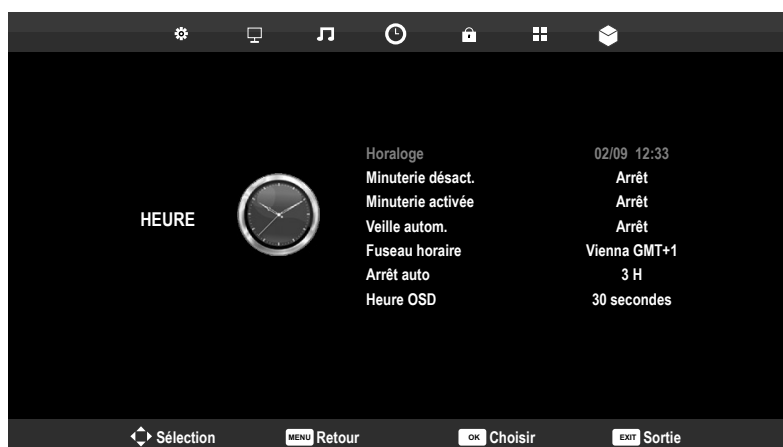 Horaloge 02/09 12:33
Minuterie désact. Arrêt
Minuterie activée Arrêt
HEURE
Veille autom. Arrêt
Fuseau horaire Vienna GMT+1
Arrêt auto 3 H
Heure OSD 30 secondes
Sélection MENU Retour OK Choisir EXIT Sortie